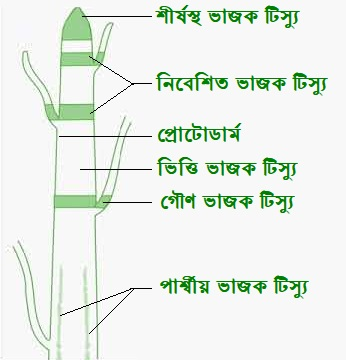 শীর্ষস্থ ভাজক টিস্যু
নিবেশিত ভাজক টিস্যু
প্রোটোডার্ম
ভিত্তি ভাজক টিস্যু
গৌণ ভাজক টিস্যু
পার্শ্বীয় ভাজক টিস্যু